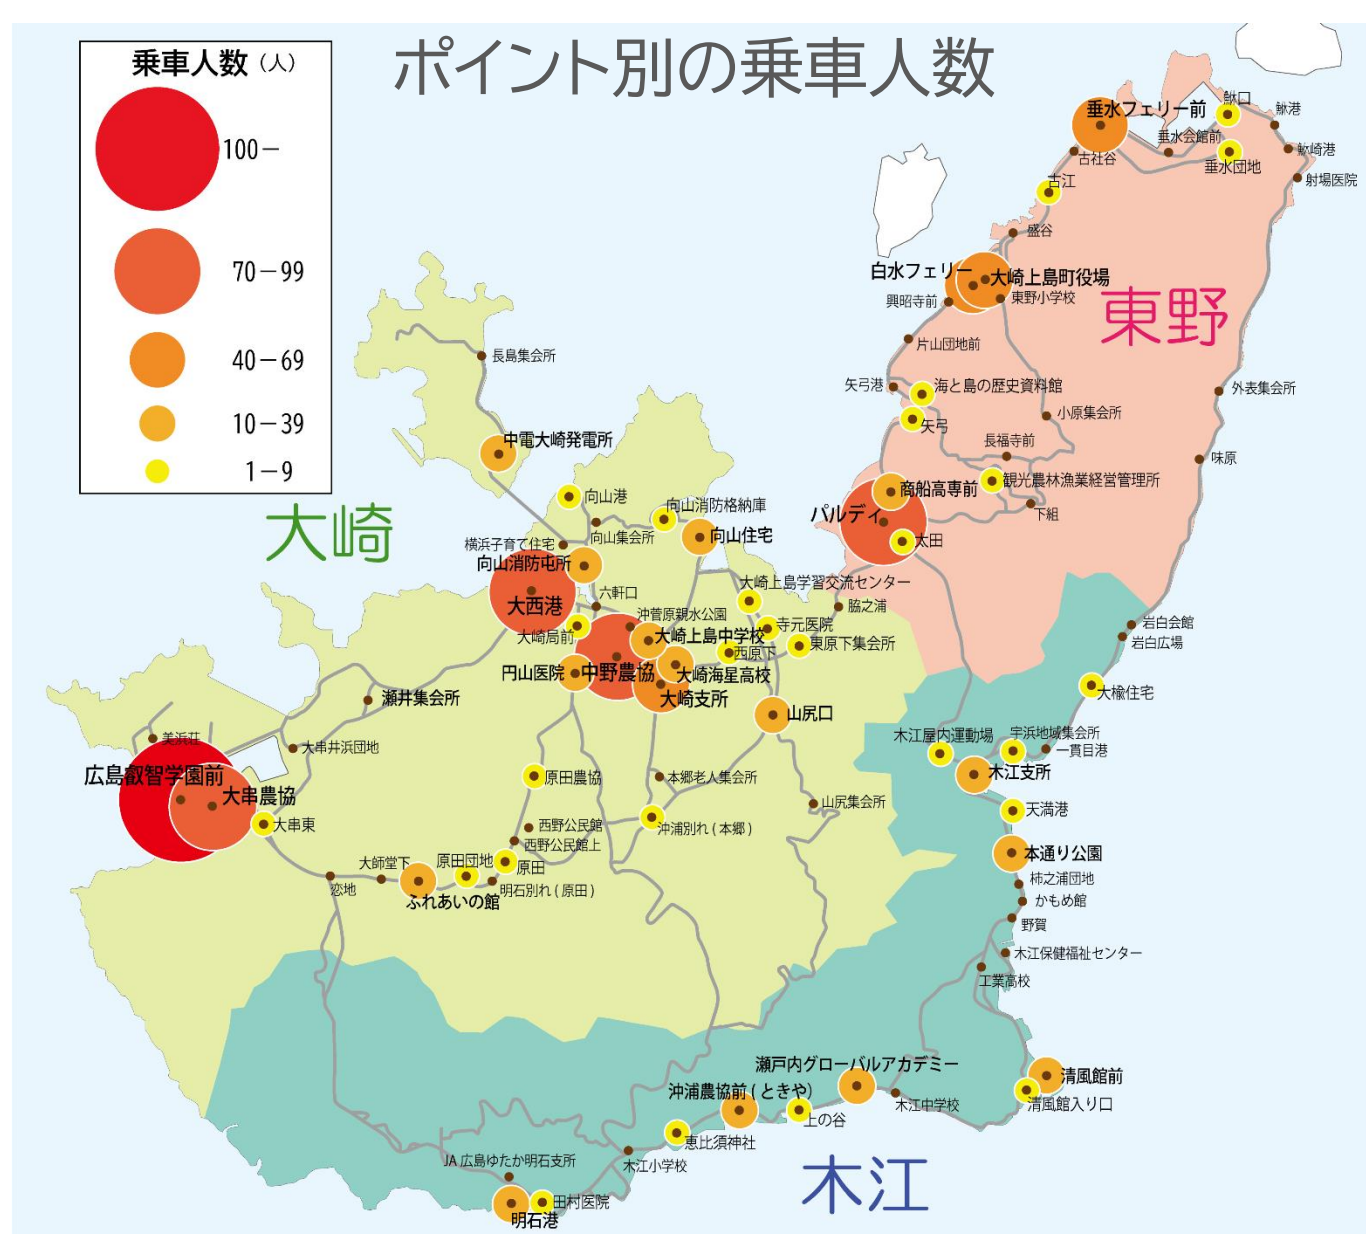 ポイント別の乗車人数
乗車人数（人）
100－
70－99
40－69
10－39
1－9
東野
大崎
木江
鮴口
鮴港
垂水フェリー前
垂水会館前
鮴崎港
古社谷
垂水団地
射場医院
古江
盛谷
白水フェリー
大崎上島町役場
興昭寺前
東野小学校
片山団地前
長島集会所
矢弓港
海と島の歴史資料館
外表集会所
小原集会所
矢弓
中電大崎発電所
長福寺前
味原
観光農林漁業経営管理所
商船高専前
向山港
向山消防格納庫
パルディ
下組
向山集会所
向山住宅
太田
横浜子育て住宅
向山消防屯所
大崎上島学習交流センター
六軒口
大西港
脇之浦
沖菅原親水公園
寺元医院
岩白会館
大崎局前
大崎上島中学校
岩白広場
東原下集会所
西原下
円山医院
中野農協
大崎海星高校
大崎支所
大楡住宅
瀬井集会所
山尻口
美浜荘
大串井浜団地
木江屋内運動場
宇浜地域集会所
一貫目港
広島叡智学園前
原田農協
本郷老人集会所
木江支所
大串農協
山尻集会所
天満港
大串東
西野公民館
沖浦別れ ( 本郷 )
西野公民館上
本通り公園
大師堂下
原田団地
原田
恋地
明石別れ ( 原田 )
柿之浦団地
ふれあいの館
かもめ館
野賀
木江保健福祉センター
工業高校
瀬戸内グローバルアカデミー
清風館前
沖浦農協前 ( ときや)
木江中学校
清風館入り口
上の谷
恵比須神社
JA 広島ゆたか明石支所
木江小学校
田村医院
明石港